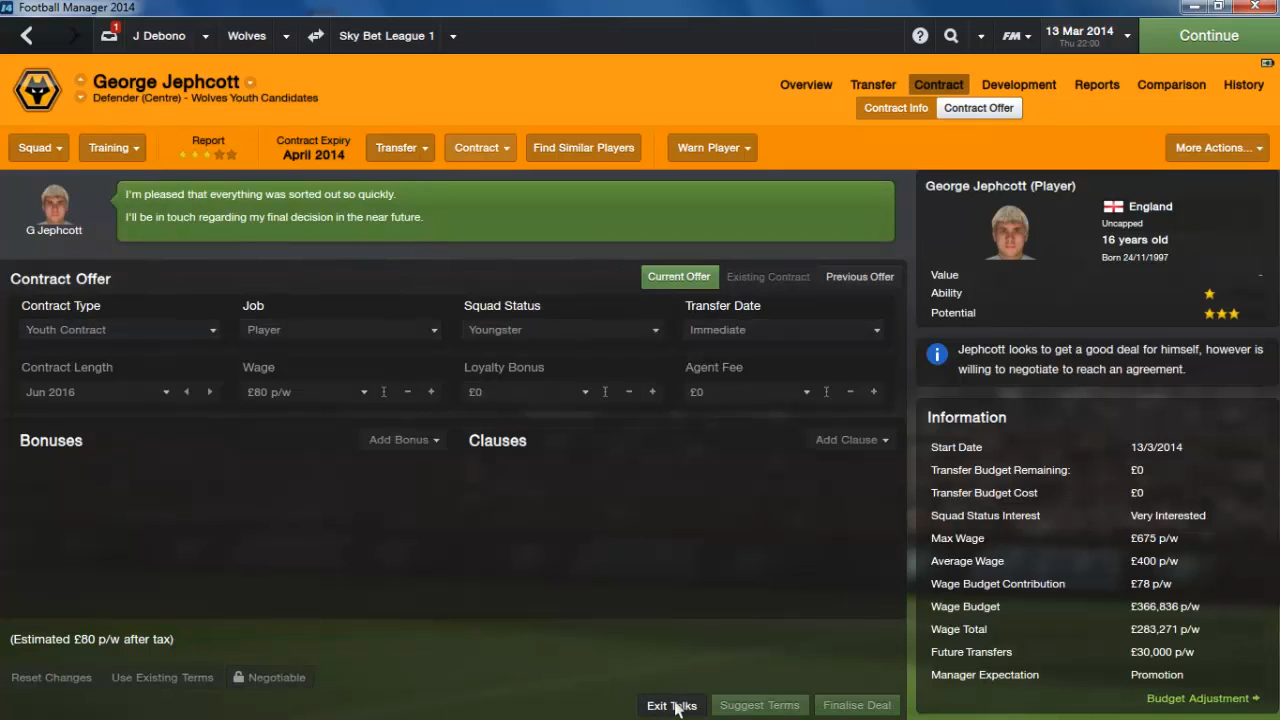 Football Manager 2014
1
J Debono
Wolves
Sky Bet League 1
FM
13 Mar 2014
Thu 22:00
Continue
George Jephcott
Defender (Centre) - Wolves Youth Candidates
Overview
Transfer
Contract
Development
Reports
Comparison
History
Contract Info
Contract Offer
Squad
Training
Report
Contract Expiry
April 2014
Transfer
Contract
Find Similar Players
Warn Player
More Actions...
G Jephcott
I'm pleased that everything was sorted out so quickly.
I'll be in touch regarding my final decision in the near future.
Contract Offer
Current Offer
Existing Contract
Previous Offer
Contract Type
Job
Squad Status
Transfer Date
Youth Contract
Player
Youngster
Immediate
Contract Length
Wage
Loyalty Bonus
Agent Fee
Jun 2016
£80 p/w
£0
£0
Bonuses
Add Bonus
Clauses
Add Clause
(Estimated £80 p/w after tax)
Reset Changes
Use Existing Terms
Negotiable
Exit Talks
Suggest Terms
Finalise Deal
George Jephcott (Player)
England
Uncapped
16 years old
Born 24/11/1997
Value -
Ability
Potential
Jephcott looks to get a good deal for himself, however is
willing to negotiate to reach an agreement.
Information
Start Date 13/3/2014
Transfer Budget Remaining: £0
Transfer Budget Cost £0
Squad Status Interest Very Interested
Max Wage £675 p/w
Average Wage £400 p/w
Wage Budget Contribution £78 p/w
Wage Budget £366,836 p/w
Wage Total £283,271 p/w
Future Transfers £30,000 p/w
Manager Expectation Promotion
Budget Adjustment